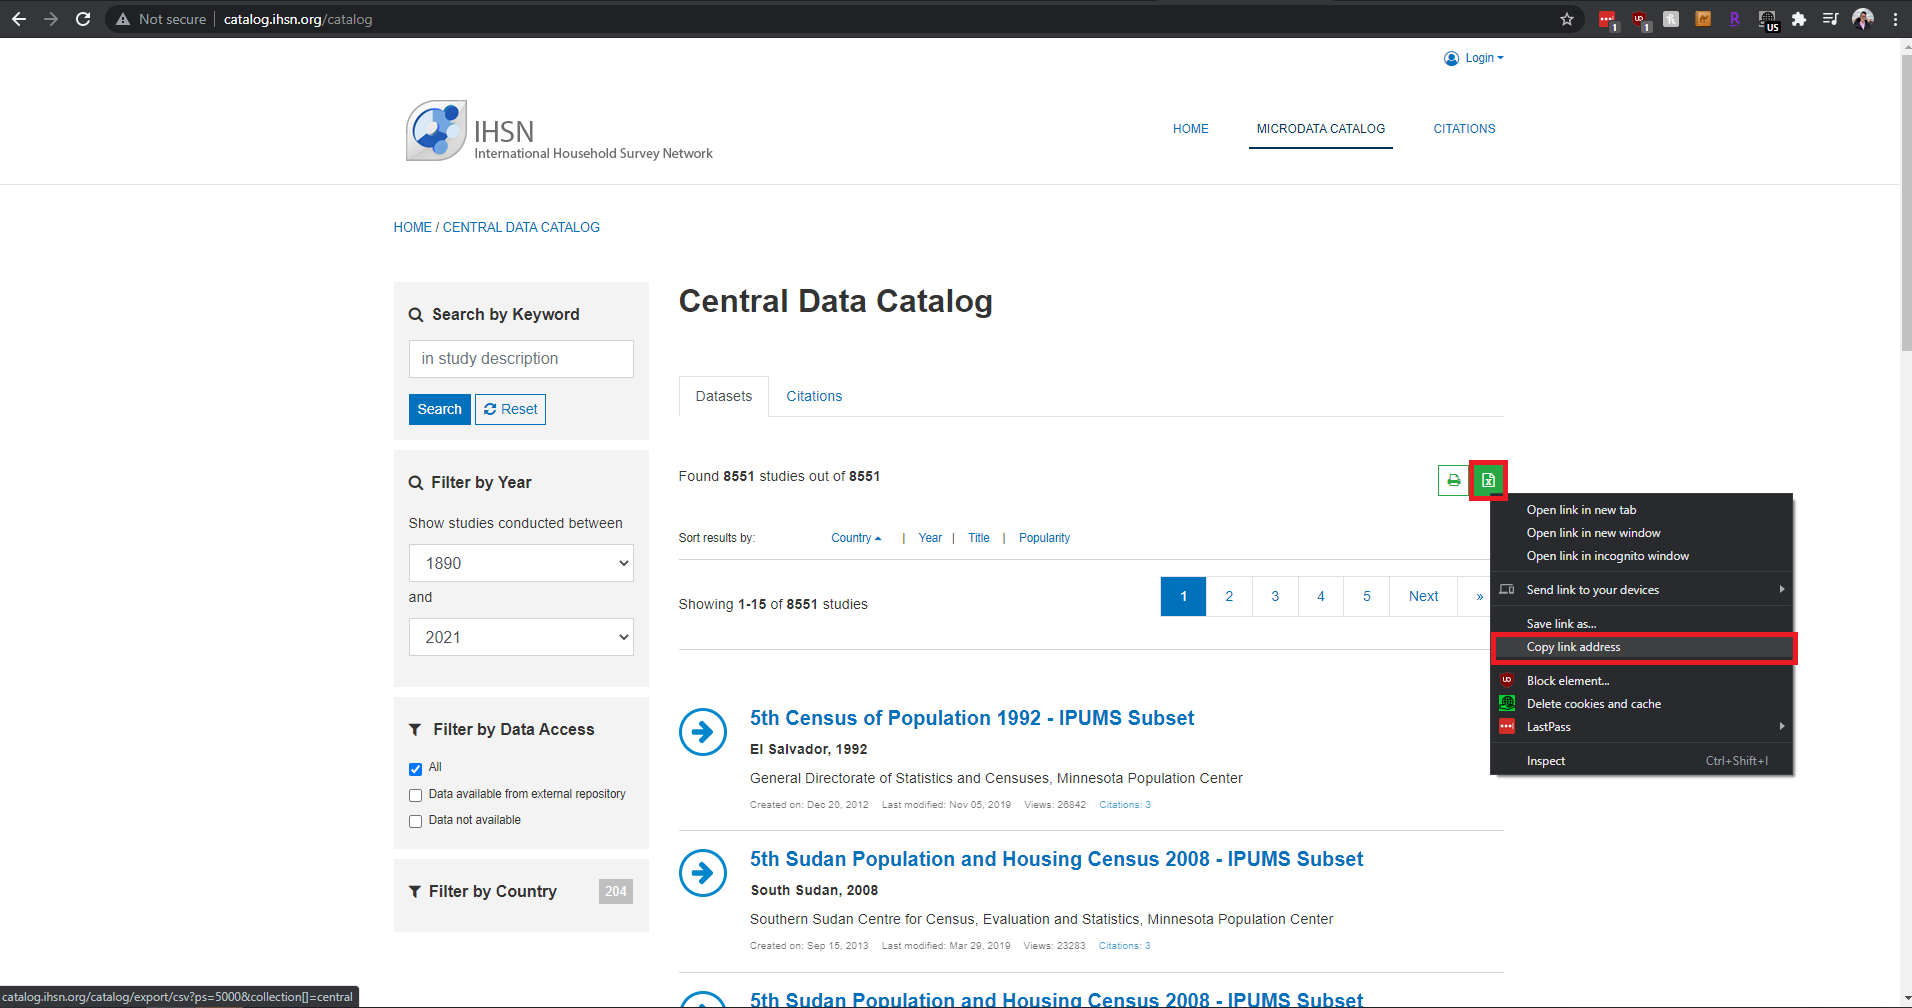 Not secure | catalog.ihsn.org/catalog
1
1
US
Login
IHSN
International Household Survey Network
HOME
MICRODATA CATALOG
CITATIONS
HOME / CENTRAL DATA CATALOG
Search by Keyword
in study description
Search
Reset
Filter by Year
Show studies conducted between
1890
and
2021
Filter by Data Access
All
Data available from external repository
Data not available
Filter by Country 204
Central Data Catalog
Datasets
Citations
Found 8551 studies out of 8551
Sort results by: Country | Year | Title | Popularity
Showing 1-15 of 8551 studies
1 2 3 4 5 Next »
5th Census of Population 1992 - IPUMS Subset
El Salvador, 1992
General Directorate of Statistics and Censuses, Minnesota Population Center
Created on: Dec 20, 2012 Last modified: Nov 05, 2019 Views: 26842 Citations: 3
5th Sudan Population and Housing Census 2008 - IPUMS Subset
South Sudan, 2008
Southern Sudan Centre for Census, Evaluation and Statistics, Minnesota Population Center
Created on: Sep 15, 2013 Last modified: Mar 29, 2019 Views: 23283 Citations: 3
5th Sudan Population and Housing Census 2008 - IPUMS Subset
Open link in new tab
Open link in new window
Open link in incognito window
Send link to your devices
Save link as...
Copy link address
Block element...
Delete cookies and cache
LastPass
Inspect Ctrl+Shift+I
catalog.ihsn.org/catalog/export/csv?ps=5000&collection[]=central